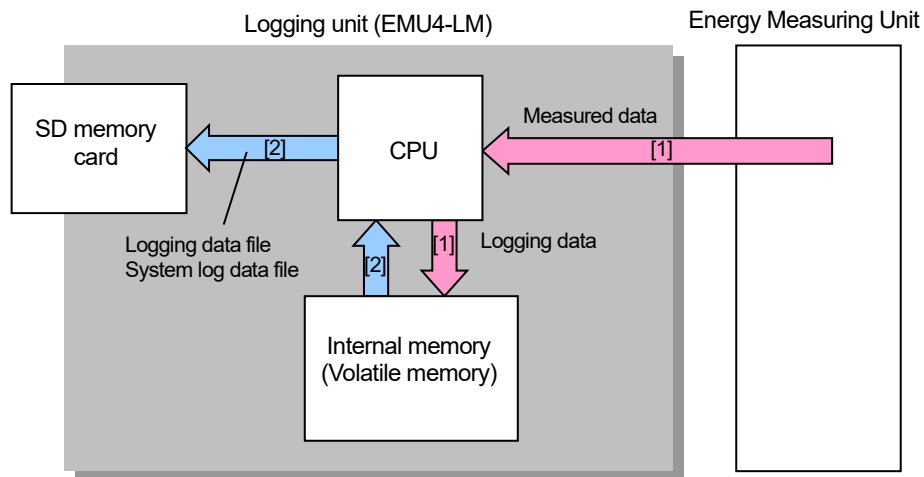 Logging unit (EMU4-LM)
Energy Measuring Unit
SD memory
card
[2]
CPU
Measured data
[1]
Logging data file
System log data file
[2]
[1]
Logging data
Internal memory
(Volatile memory)